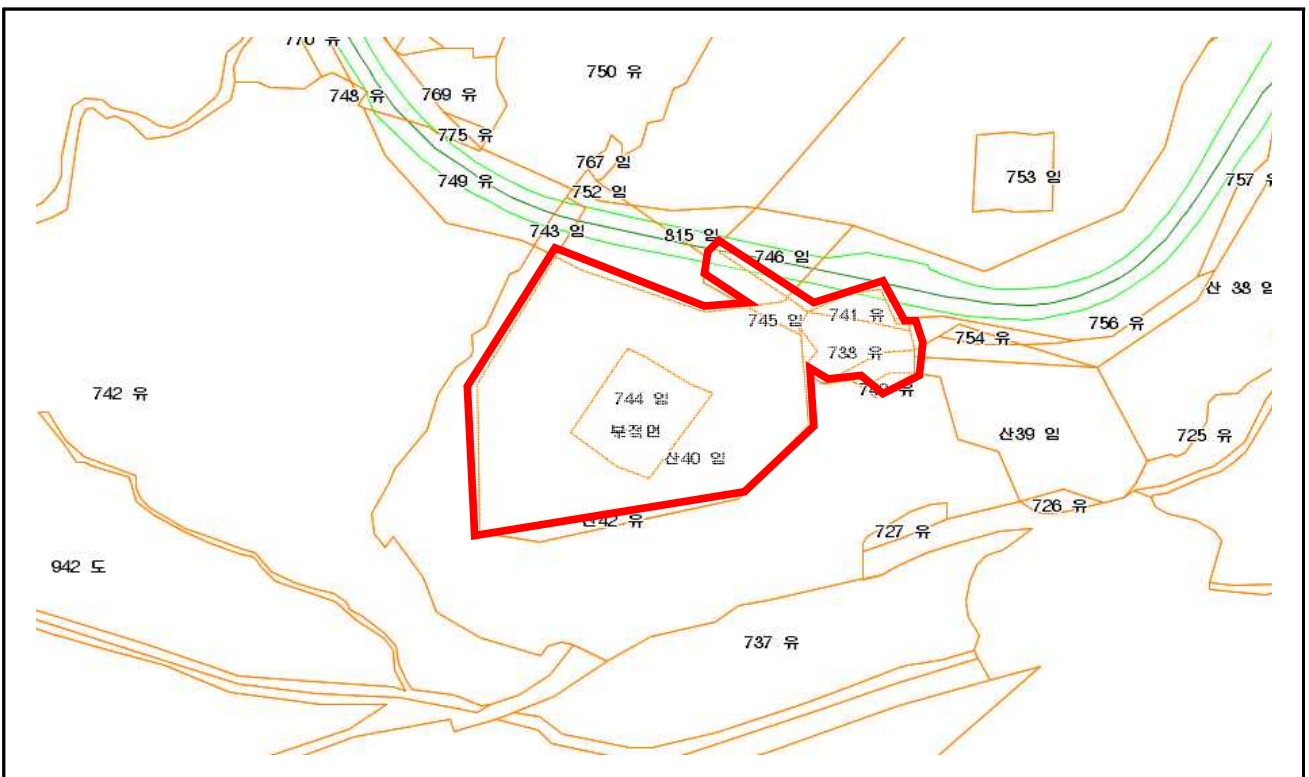 770 유
750 유
748 유
769 유
775 유
767 임
749 유
752 임
753 임
757 유
743 임
815 임
746 임
산 38 임
745 임
741 유
756 유
754 유
738 유
742 유
744 임
740 유
부적면
산39 임
725 유
산40 임
726 유
산42 유
727 유
942 도
737 유